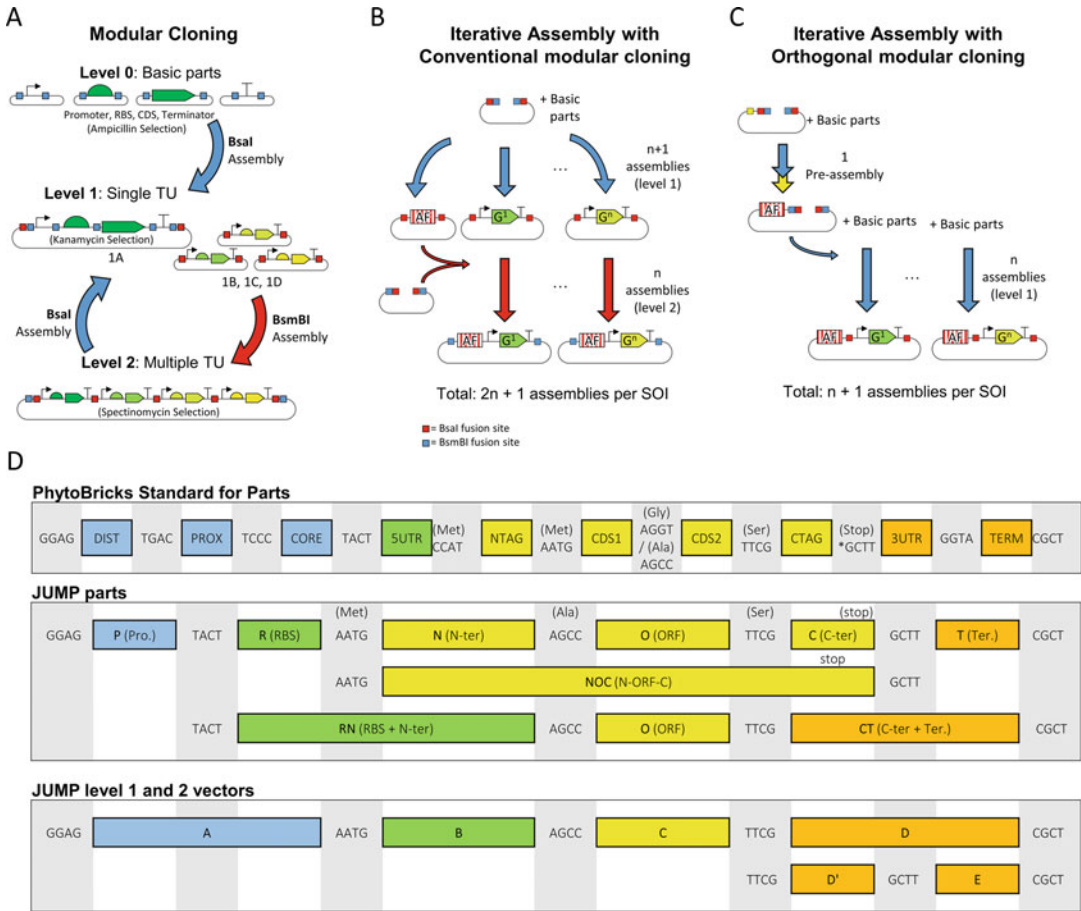 A
Modular Cloning
Level 0: Basic parts
Promoter, RBS, CDS, Terminator
(Ampicillin Selection)
BsaI
Assembly
Level 1: Single TU
(Kanamycin Selection)
1A
1B, 1C, 1D
BsaI
Assembly
BsmBI
Assembly
Level 2: Multiple TU
(Spectinomycin Selection)
B
Iterative Assembly with
Conventional modular cloning
+ Basic
parts
...
n+1
assemblies
(level 1)
AF
G1
Gn
...
n
assemblies
(level 2)
AF
G1
AF
Gn
Total: 2n + 1 assemblies per SOI
= BsaI fusion site
= BsmBI fusion site
C
Iterative Assembly with
Orthogonal modular cloning
+ Basic parts
1
Pre-assembly
AF
+ Basic parts
+ Basic parts
...
n
assemblies
(level 1)
AF
G1
AF
Gn
Total: n + 1 assemblies per SOI
D
PhytoBricks Standard for Parts
(Gly)
(Met) (Met) AGGT (Ser) (Stop)
GGAG DIST TGAC PROX TCCC CORE TACT 5UTR CCAT NTAG AATG CDS1 / (Ala) CDS2 TTCG CTAG *GCTT 3UTR GGTA TERM CGCT
AGCC
JUMP parts
(Met) (Ala) (Ser) (stop)
GGAG P (Pro.) TACT R (RBS) AATG N (N-ter) AGCC O (ORF) TTCG C (C-ter) GCTT T (Ter.) CGCT
stop
AATG NOC (N-ORF-C) GCTT
TACT RN (RBS + N-ter) AGCC O (ORF) TTCG CT (C-ter + Ter.) CGCT
JUMP level 1 and 2 vectors
GGAG A AATG B AGCC C TTCG D CGCT
TTCG D' GCTT E CGCT